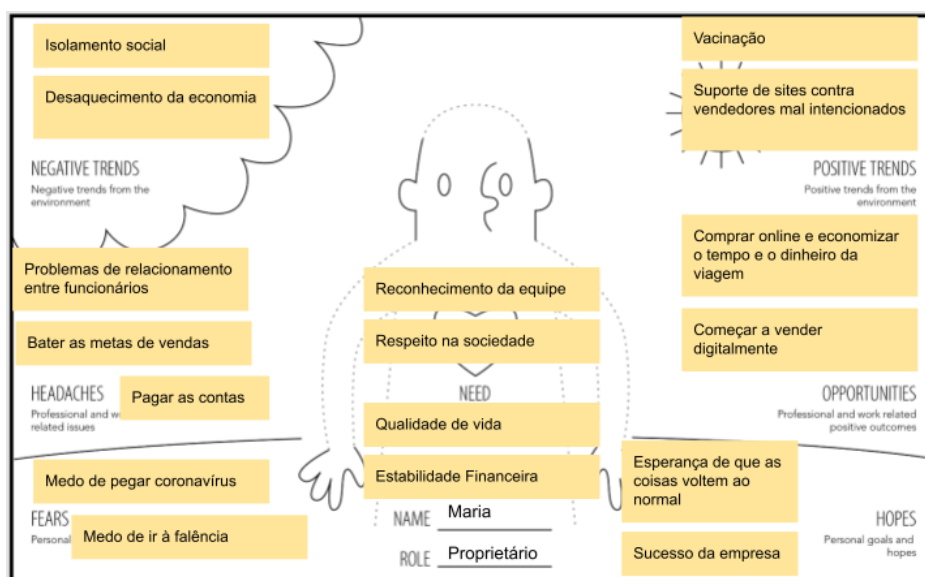 Isolamento social
Desaquecimento da economia
NEGATIVE TRENDS
Negative trends from the
environment
Vacinação
Suporte de sites contra
vendedores mal intencionados
POSITIVE TRENDS
Positive trends from the
environment
Problemas de relacionamento
entre funcionários
Bater as metas de vendas
Pagar as contas
HEADACHES
Professional and
related issues
Reconhecimento da equipe
Respeito na sociedade
NEED
Qualidade de vida
Estabilidade Financeira
Comprar online e economizar
o tempo e o dinheiro da
viagem
Começar a vender
digitalmente
OPPORTUNITIES
Professional and work related
positive outcomes
Medo de pegar coronavírus
Medo de ir à falência
FEARS
Personal
NAME Maria
ROLE Proprietário
Esperança de que as
coisas voltem ao
normal
Sucesso da empresa
HOPES
Personal goals and
hopes